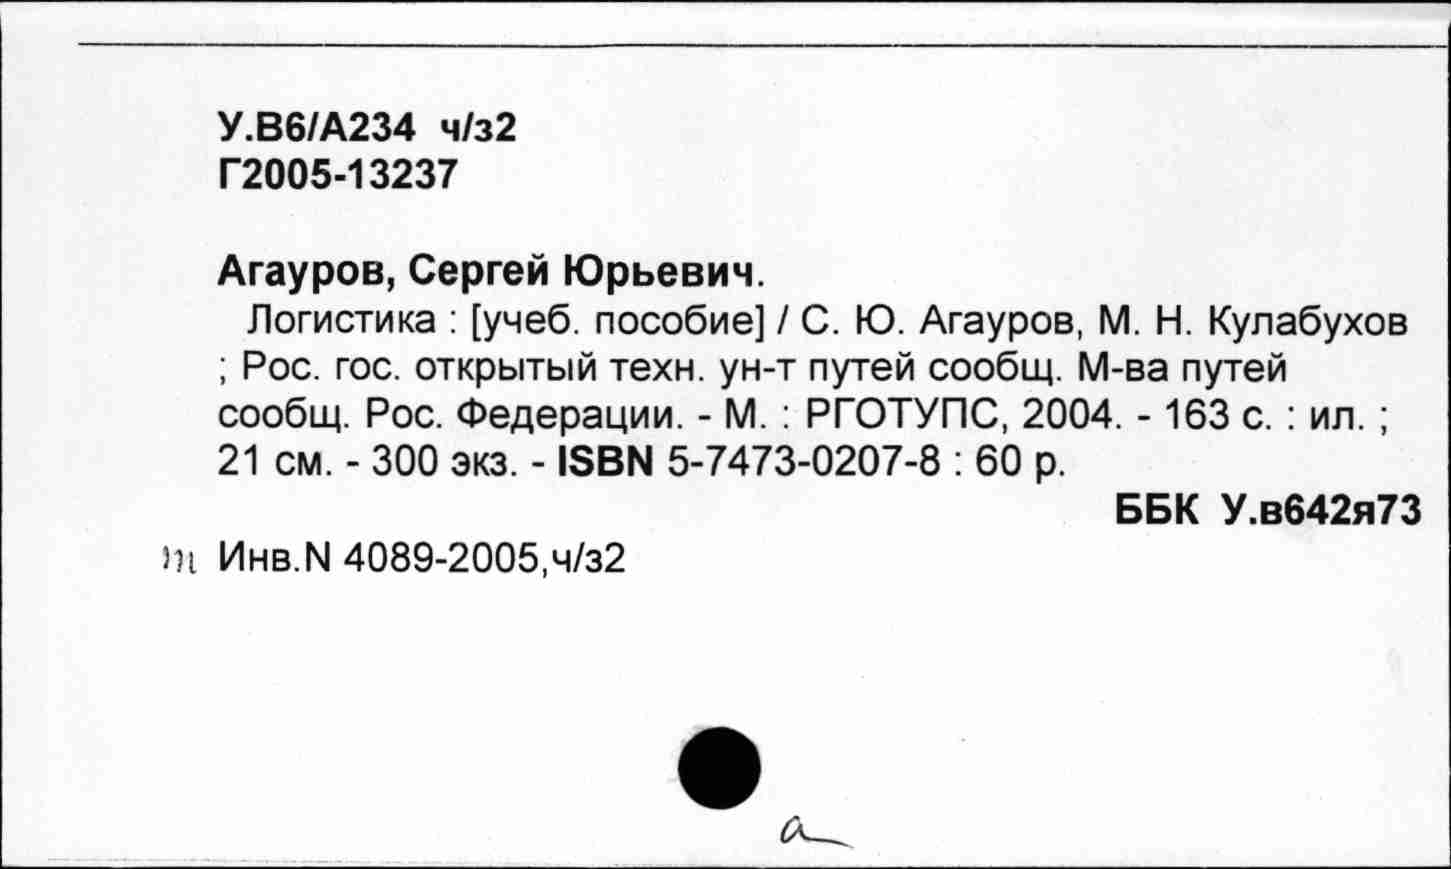 У.В6/А234 ч/з2
Г2005-13237
Агауров, Сергей Юрьевич.
Логистика : [учеб. пособие] / С. Ю. Агауров, М. Н. Кулабухов
; Рос. гос. открытый техн. ун-т путей сообщ. М-ва путей
сообщ. Рос. Федерации. - М. : РГОТУПС, 2004. - 163 с. : ил. ;
21 см. - 300 экз. - ISBN 5-7473-0207-8 : 60 р.
ББК У.в642я73
Инв.N 4089-2005,ч/з2
а